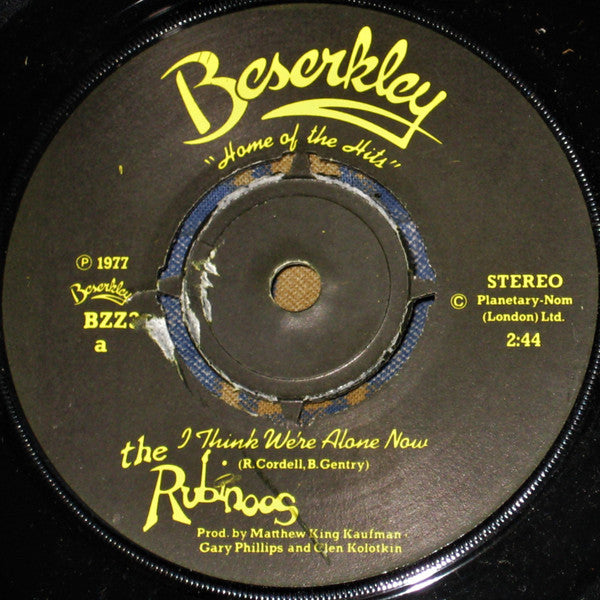 Beserkley
"Home of the Hits"
℗ 1977
Beserkley
BZZ3
a
STEREO
© Planetary-Nom
(London) Ltd.
2:44
I Think We're Alone Now
(R. Cordell, B. Gentry)
the
Rubinoos
Prod. by Matthew King Kaufman
Gary Phillips and Glen Kolotkin